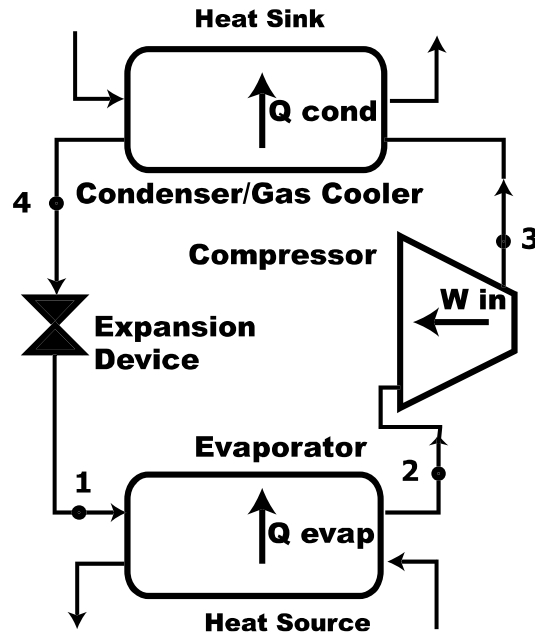 Heat Sink
Q cond
4
Condenser/Gas Cooler
3
Compressor
W in
Expansion
Device
Evaporator
2
1
Q evap
Heat Source